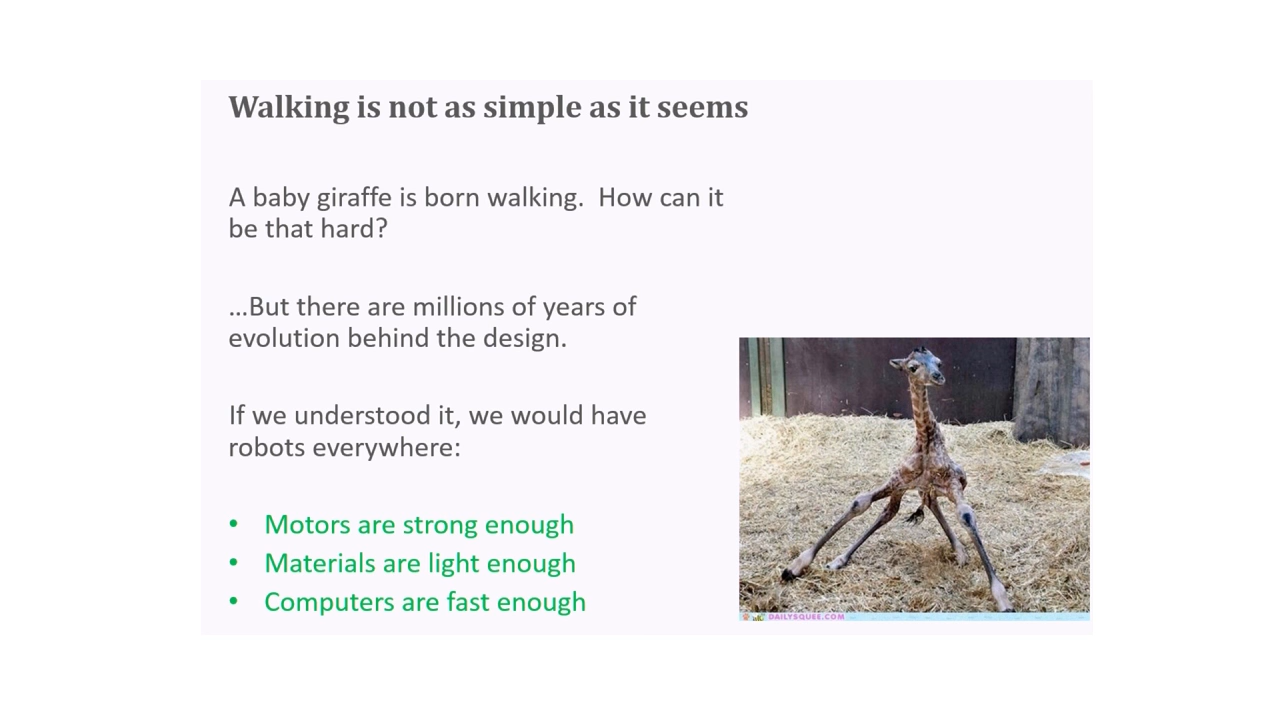 Walking is not as simple as it seems
A baby giraffe is born walking.  How can it
be that hard?
…But there are millions of years of
evolution behind the design.
If we understood it, we would have
robots everywhere:
• Motors are strong enough
• Materials are light enough
• Computers are fast enough
DAILYSQUEE.COM